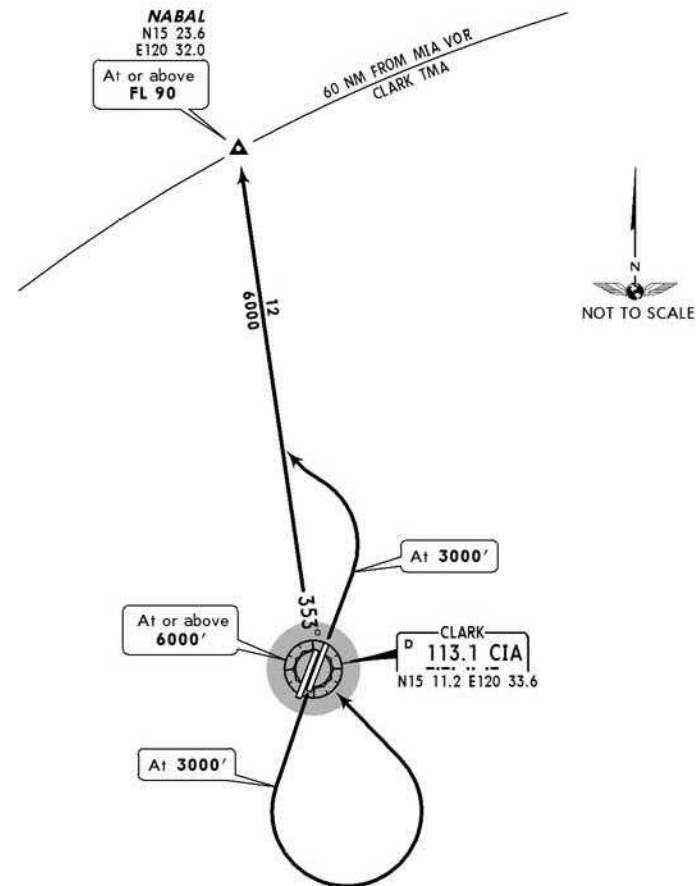 NABAL
N15 23.6
E120 32.0
At or above
FL 90
60 NM FROM MIA VOR
CLARK TMA
N
NOT TO SCALE
12
6000
At 3000'
353°
At or above
6000'
CLARK
D 113.1 CIA
N15 11.2 E120 33.6
At 3000'